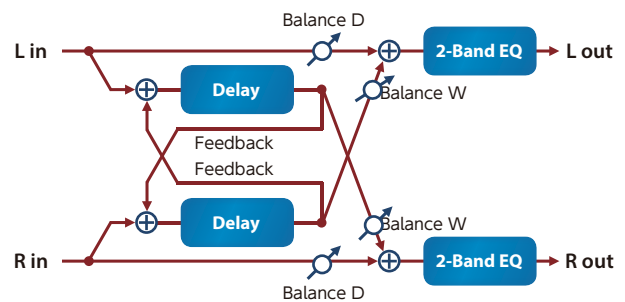 Balance D
L in
2-Band EQ
L out
Delay
Balance W
Feedback
Feedback
Delay
Balance W
R in
2-Band EQ
R out
Balance D